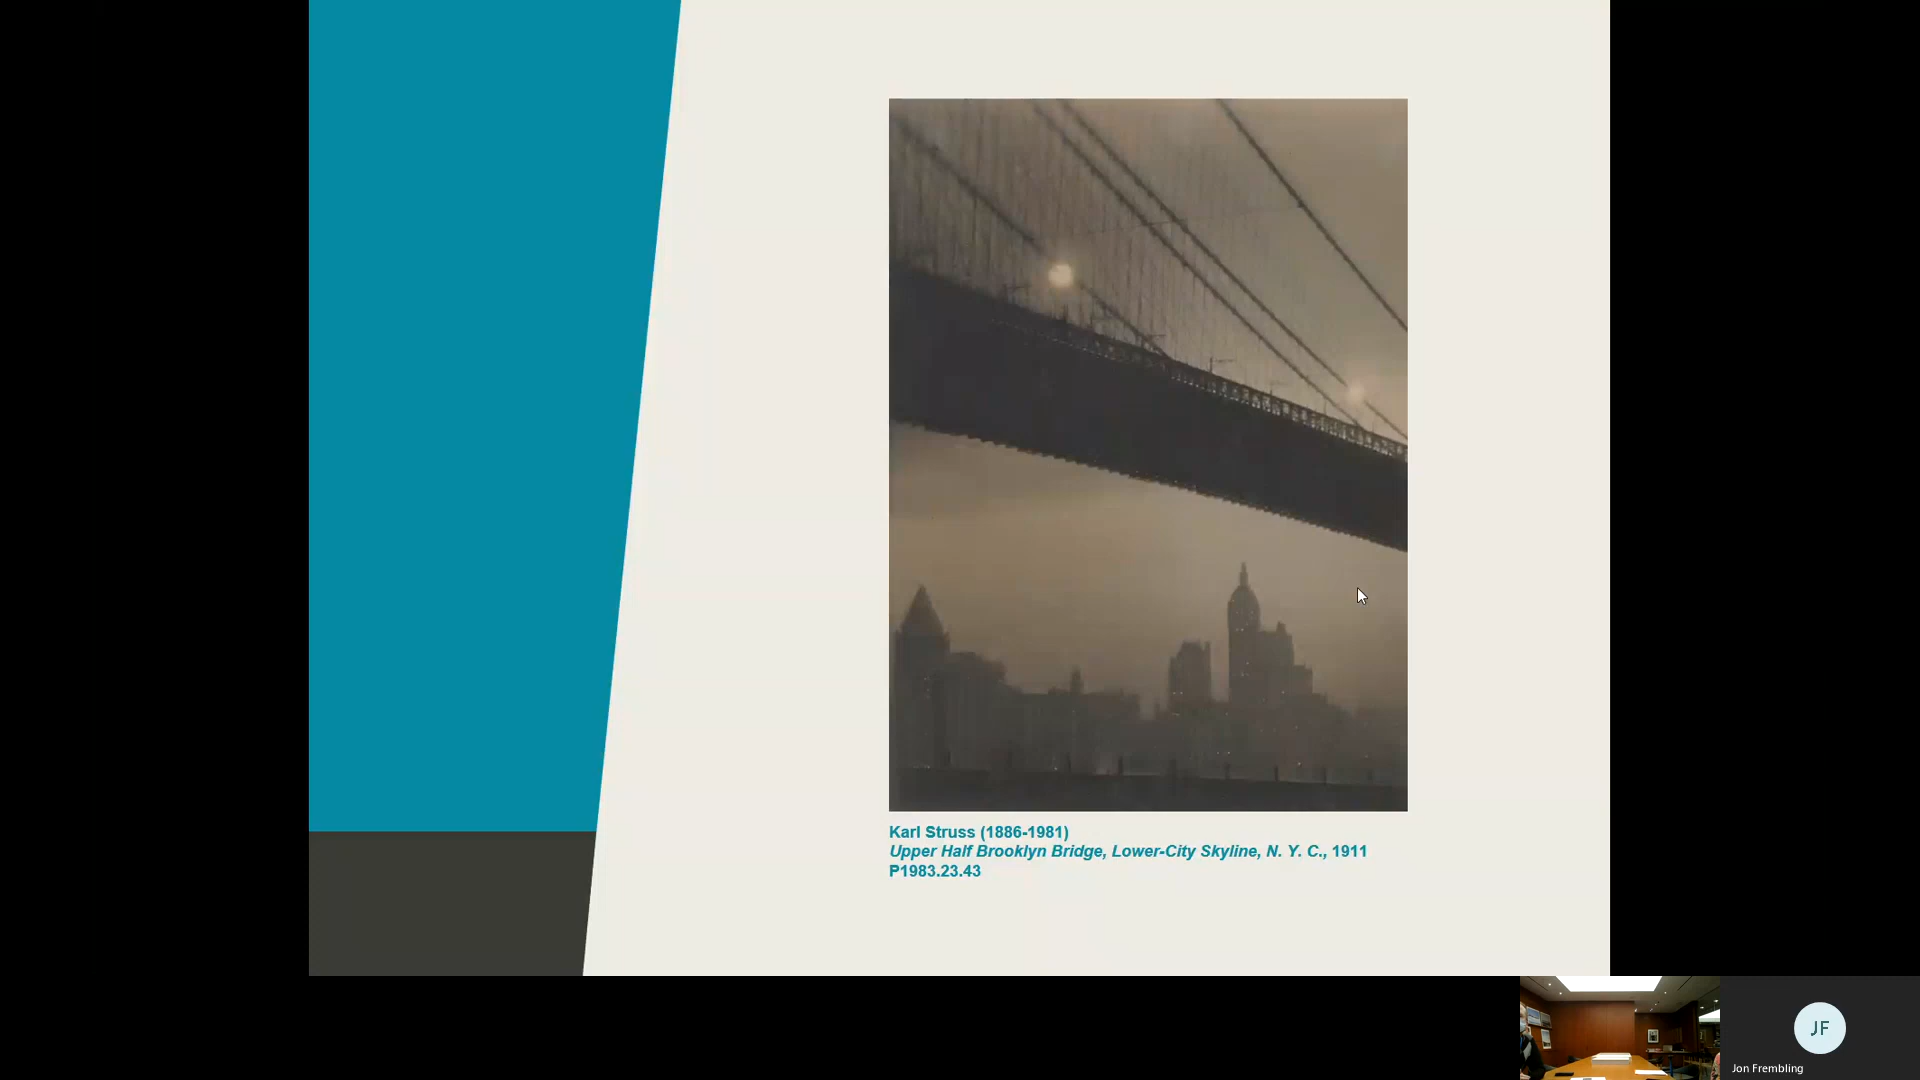 Karl Struss (1886-1981)
Upper Half Brooklyn Bridge, Lower-City Skyline, N. Y. C., 1911
P1983.23.43
JF
Jon Frembling